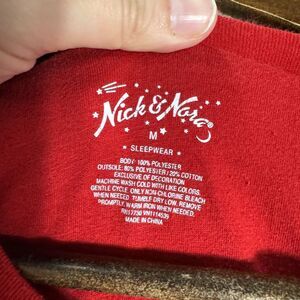 Nick & Nora
M
SLEEPWEAR
BODY: 100% POLYESTER
OUTSOLE: 80% POLYESTER / 20% COTTON
EXCLUSIVE OF DECORATION
MACHINE WASH COLD WITH LIKE COLORS.
GENTLE CYCLE. ONLY NON-CHLORINE BLEACH
WHEN NEEDED. TUMBLE DRY LOW. REMOVE
PROMPTLY. WARM IRON WHEN NEEDED.
MADE IN CHINA